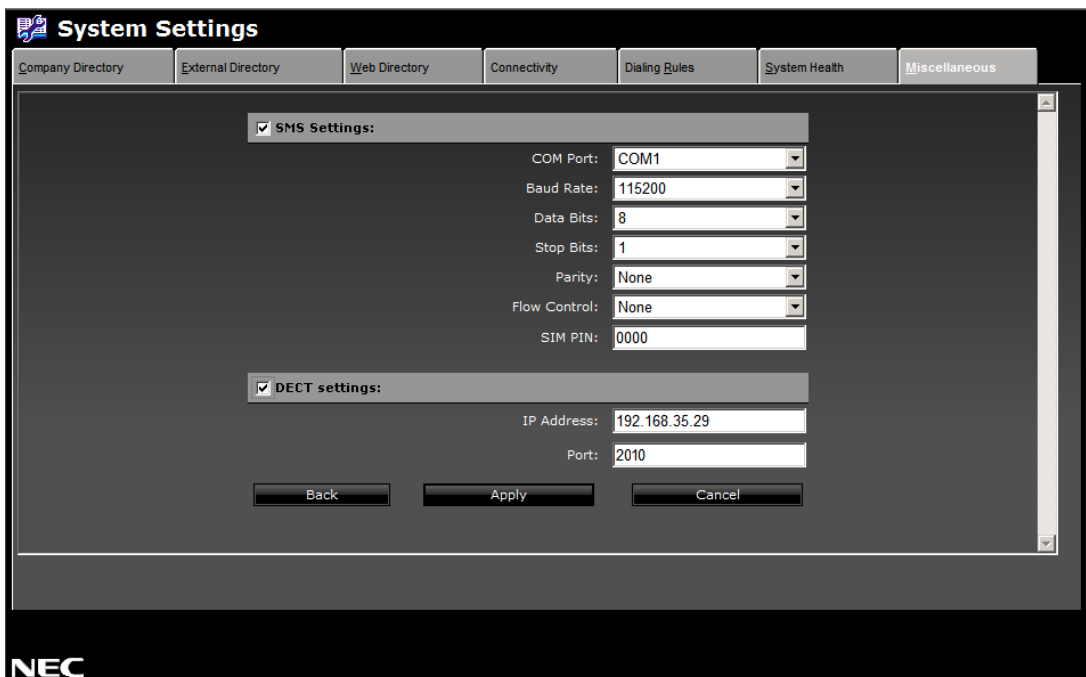 System Settings
Company Directory External Directory Web Directory Connectivity Dialing Rules System Health Miscellaneous
SMS Settings:
COM Port: COM1
Baud Rate: 115200
Data Bits: 8
Stop Bits: 1
Parity: None
Flow Control: None
SIM PIN: 0000
DECT settings:
IP Address: 192.168.35.29
Port: 2010
Back Apply Cancel
NEC